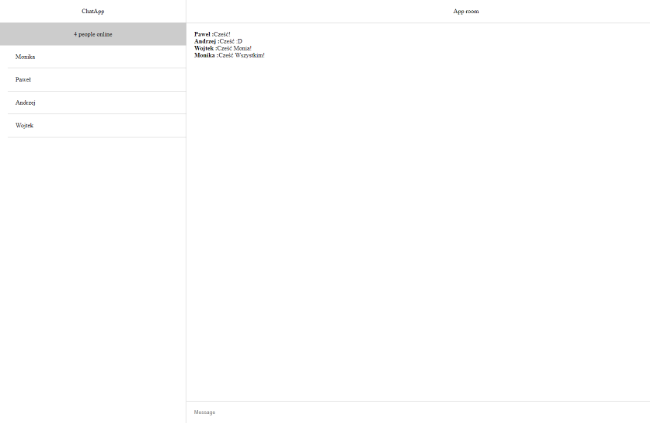 ChatApp
App room
4 people online
Monika
Paweł
Andrzej
Wojtek
Paweł :Cześć!
Andrzej :Cześć :D
Wojtek :Cześć Monia!
Monika :Cześć Wszystkim!
Message